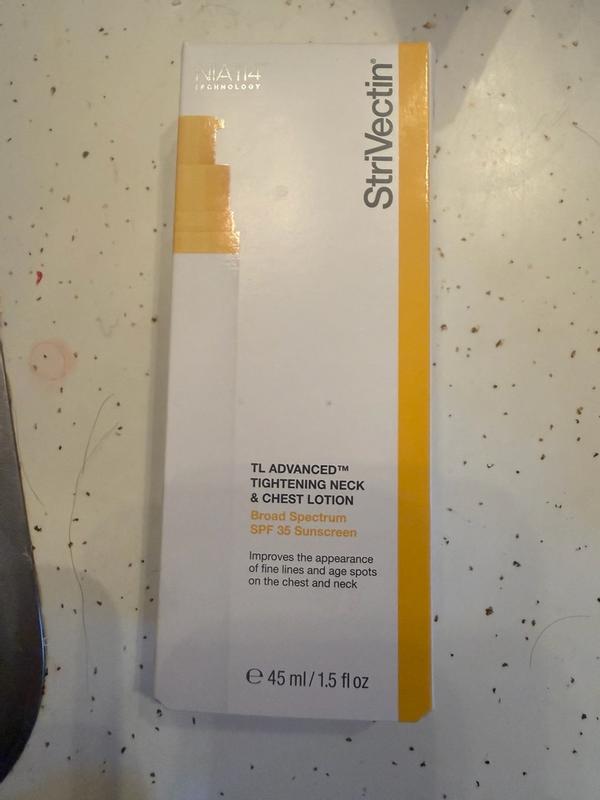 NIA114
TECHNOLOGY
StriVectin®
TL ADVANCED™
TIGHTENING NECK
& CHEST LOTION
Broad Spectrum
SPF 35 Sunscreen
Improves the appearance
of fine lines and age spots
on the chest and neck
℮ 45 ml / 1.5 fl oz